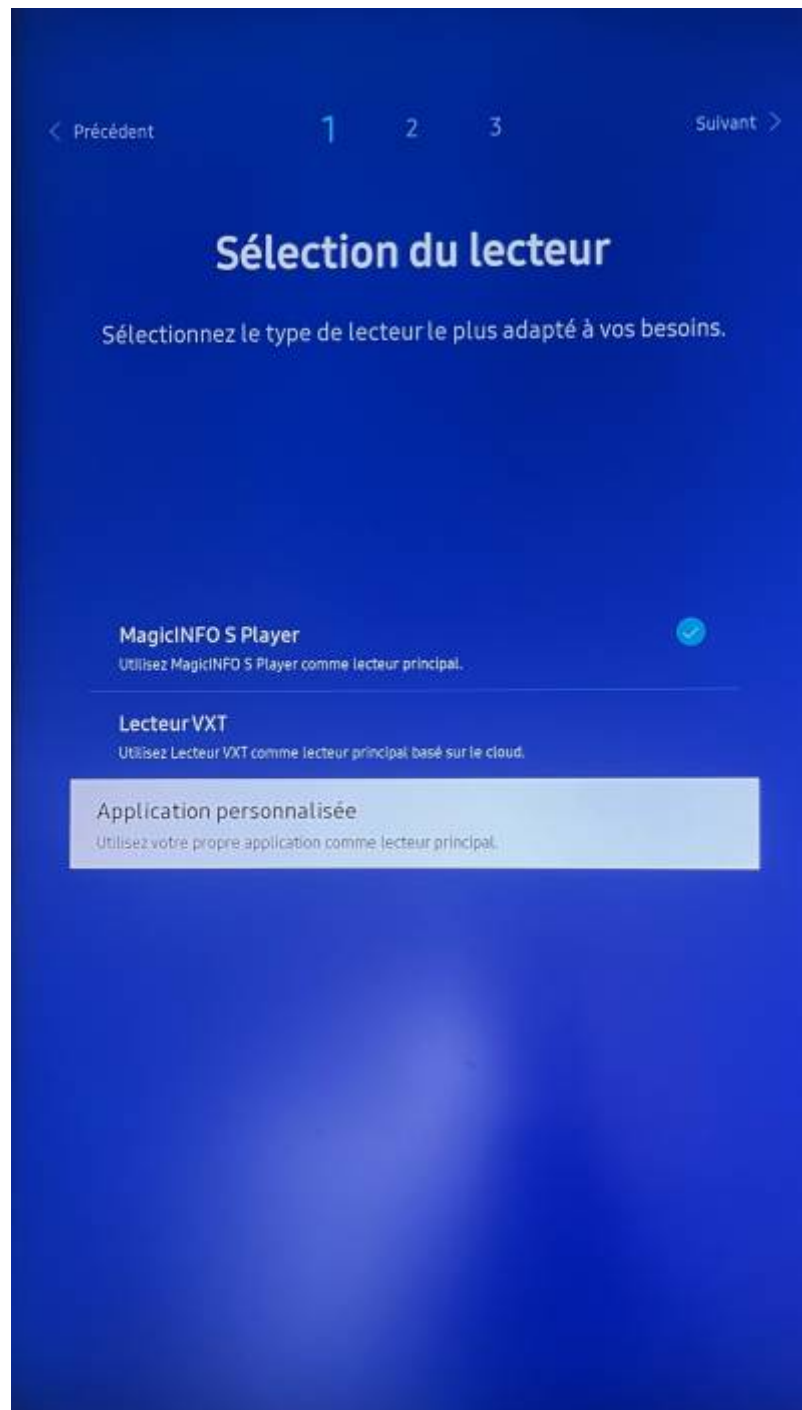 Précédent
1
2
3
Suivant
Sélection du lecteur
Sélectionnez le type de lecteur le plus adapté à vos besoins.
MagicINFO S Player
Utilisez MagicINFO S Player comme lecteur principal.
Lecteur VXT
Utilisez Lecteur VXT comme lecteur principal basé sur le cloud.
Application personnalisée
Utilisez votre propre application comme lecteur principal.